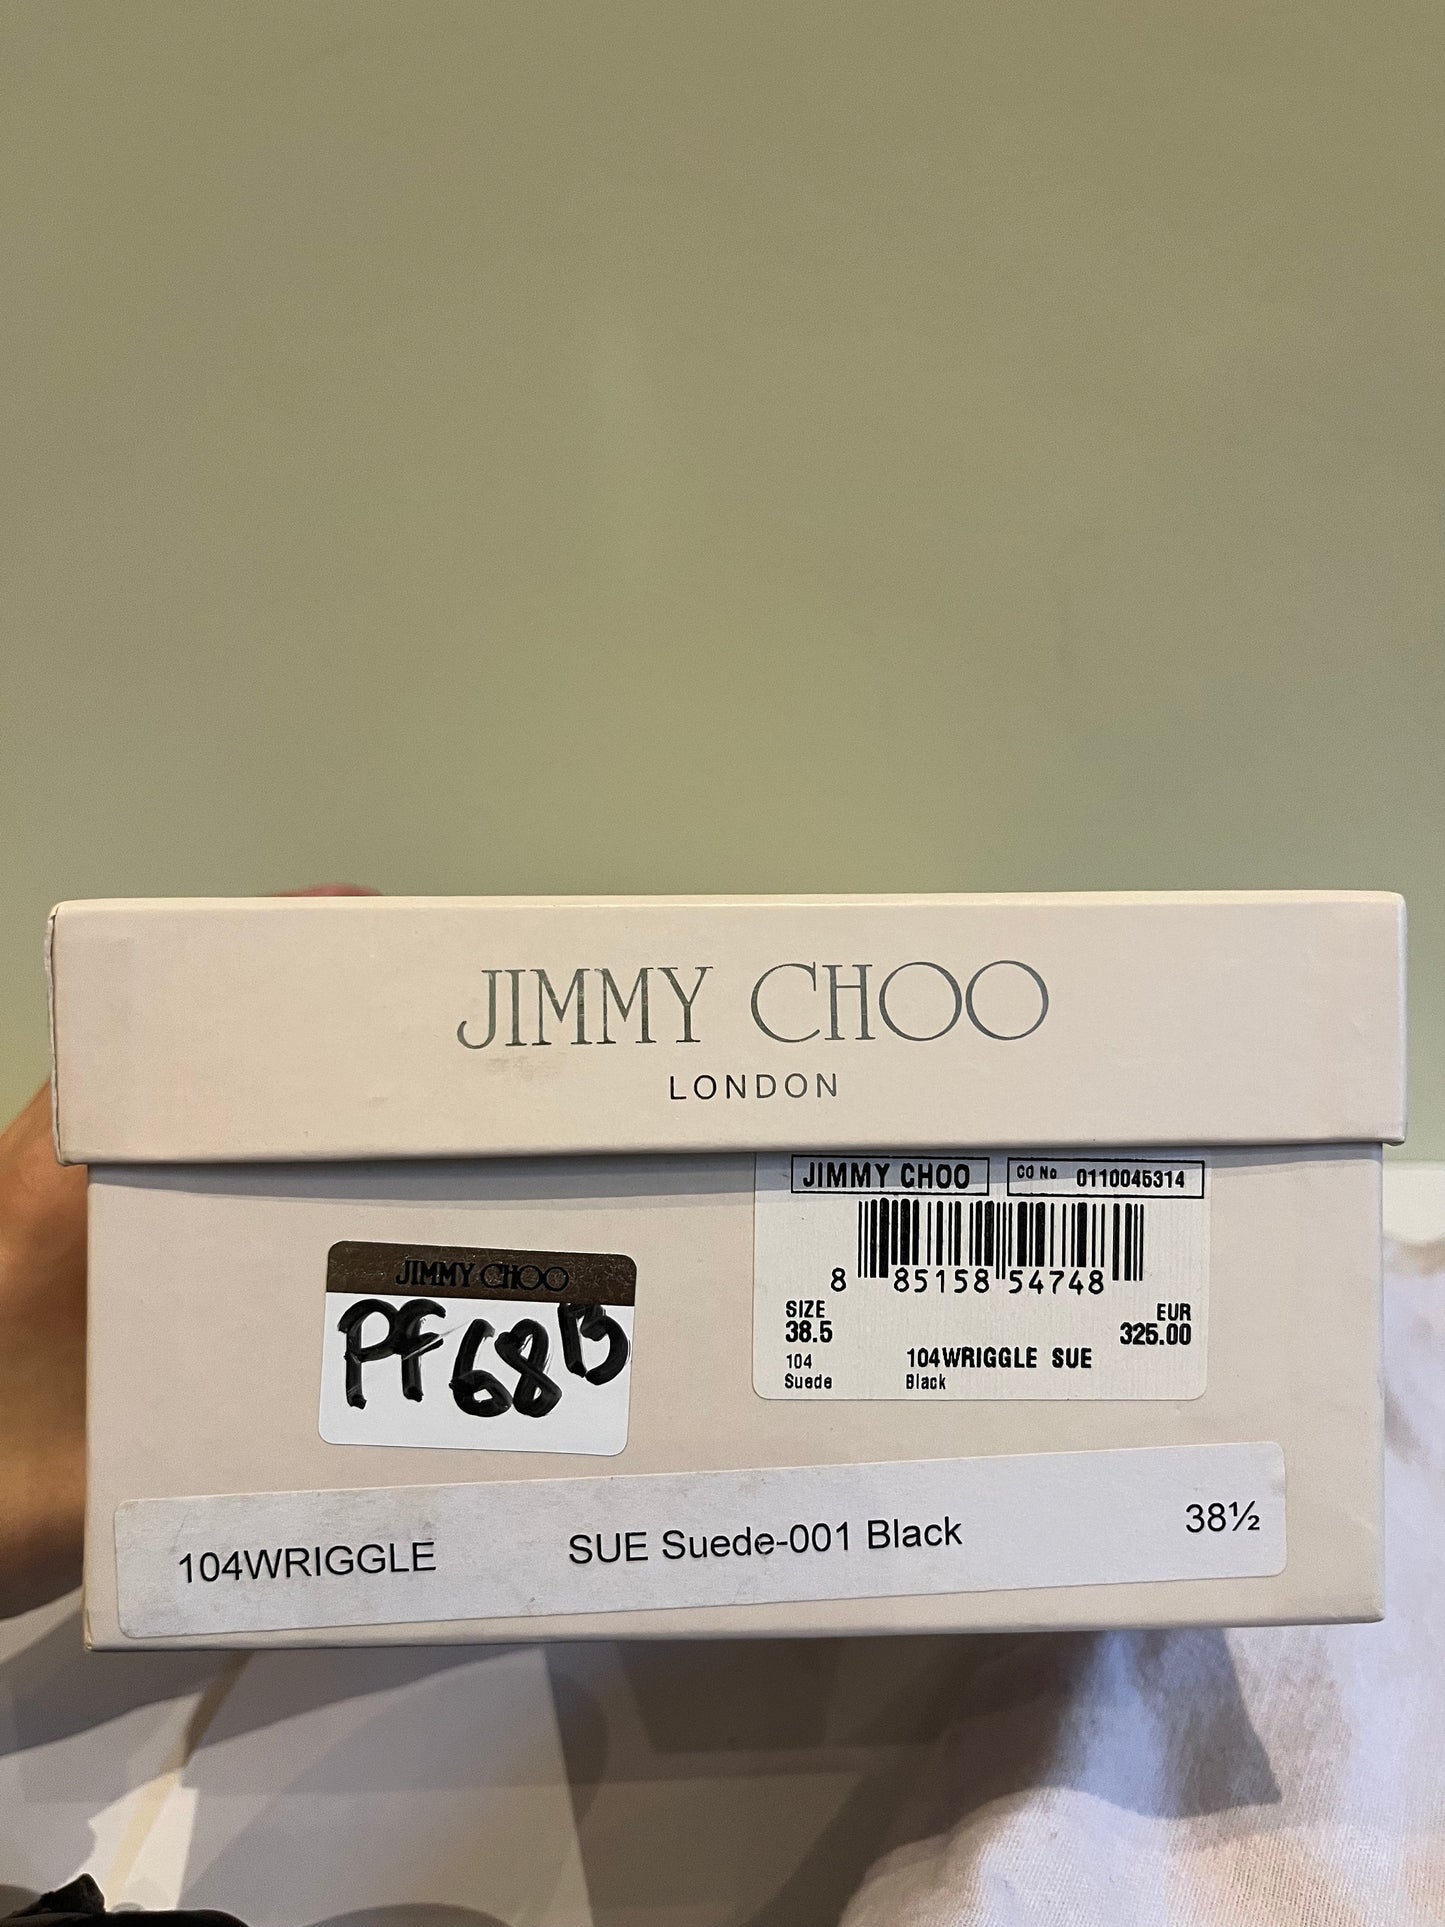 JIMMY CHOO
LONDON
JIMMY CHOO
CO No 0110045314
8 85158 54748
SIZE
38.5
EUR
325.00
104
Suede
104WRIGGLE SUE
Black
JIMMY CHOO
PF68B
104WRIGGLE SUE Suede-001 Black 38½